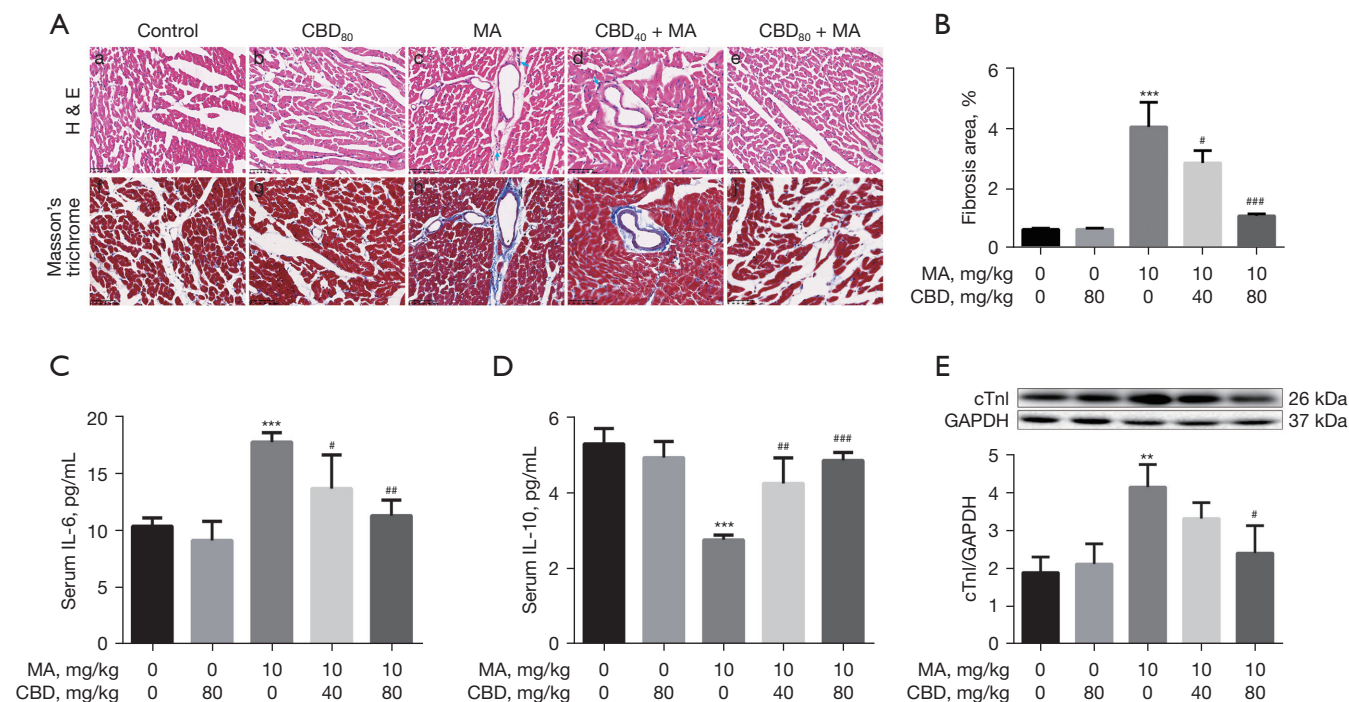 A
Control CBD80 MA CBD40 + MA CBD80 + MA
H & E
a b c d e
Masson's
trichrome
f g h i j
B
Fibrosis area, %
6
4
2
0
***
#
###
MA, mg/kg 0 0 10 10 10
CBD, mg/kg 0 80 0 40 80
C
Serum IL-6, pg/mL
20
15
10
5
0
***
#
##
MA, mg/kg 0 0 10 10 10
CBD, mg/kg 0 80 0 40 80
D
Serum IL-10, pg/mL
6
4
2
0
***
##
###
MA, mg/kg 0 0 10 10 10
CBD, mg/kg 0 80 0 40 80
E
cTnI 26 kDa
GAPDH 37 kDa
cTnI/GAPDH
5
4
3
2
1
0
**
#
MA, mg/kg 0 0 10 10 10
CBD, mg/kg 0 80 0 40 80